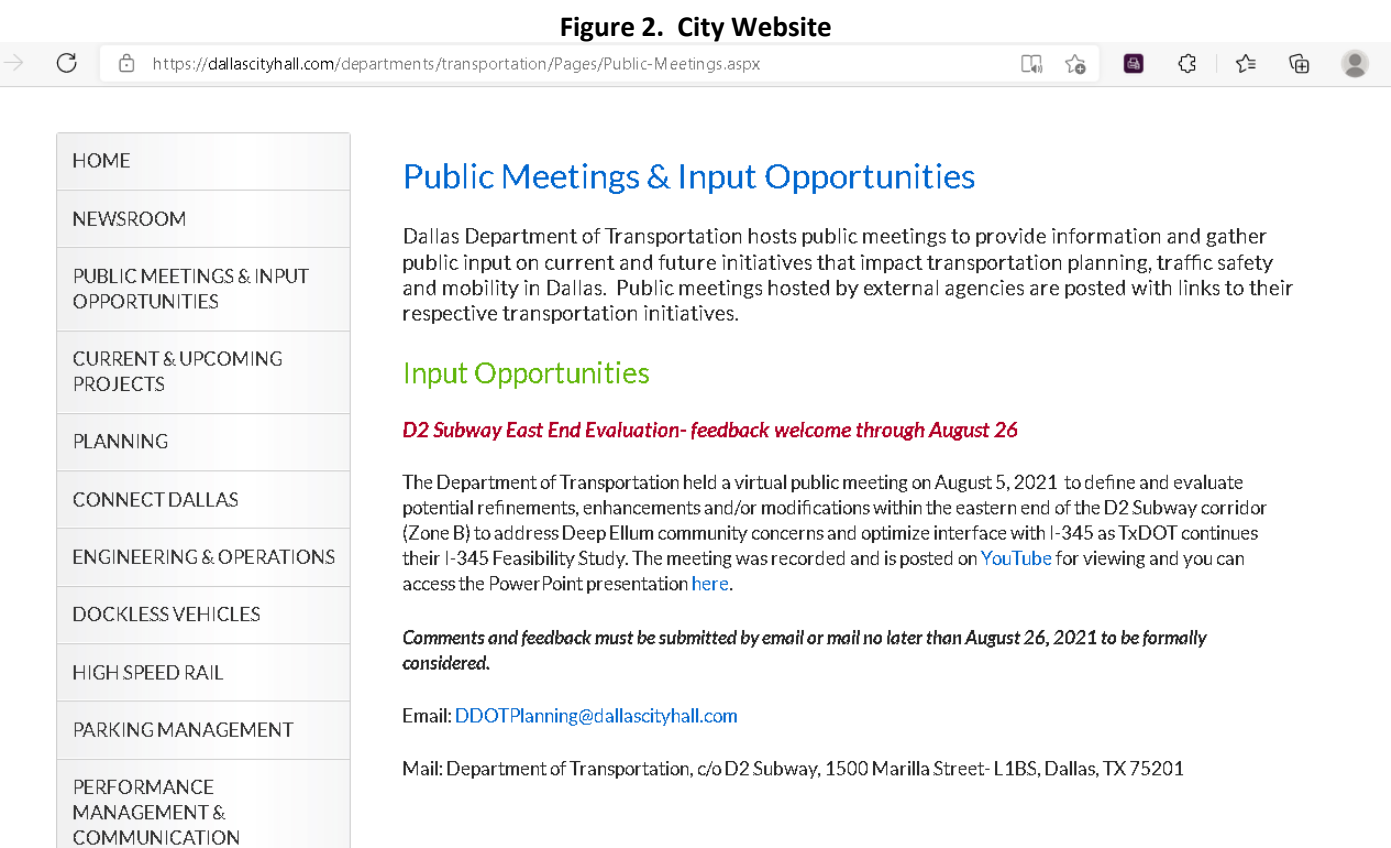 Figure 2.  City Website
https://dallascityhall.com/departments/transportation/Pages/Public-Meetings.aspx
HOME
NEWSROOM
PUBLIC MEETINGS & INPUT
OPPORTUNITIES
CURRENT & UPCOMING
PROJECTS
PLANNING
CONNECT DALLAS
ENGINEERING & OPERATIONS
DOCKLESS VEHICLES
HIGH SPEED RAIL
PARKING MANAGEMENT
PERFORMANCE
MANAGEMENT &
COMMUNICATION
Public Meetings & Input Opportunities
Dallas Department of Transportation hosts public meetings to provide information and gather
public input on current and future initiatives that impact transportation planning, traffic safety
and mobility in Dallas.  Public meetings hosted by external agencies are posted with links to their
respective transportation initiatives.
Input Opportunities
D2 Subway East End Evaluation- feedback welcome through August 26
The Department of Transportation held a virtual public meeting on August 5, 2021  to define and evaluate
potential refinements, enhancements and/or modifications within the eastern end of the D2 Subway corridor
(Zone B) to address Deep Ellum community concerns and optimize interface with I-345 as TxDOT continues
their I-345 Feasibility Study. The meeting was recorded and is posted on YouTube for viewing and you can
access the PowerPoint presentation here.
Comments and feedback must be submitted by email or mail no later than August 26, 2021 to be formally
considered.
Email: DDOTPlanning@dallascityhall.com
Mail: Department of Transportation, c/o D2 Subway, 1500 Marilla Street- L1BS, Dallas, TX 75201